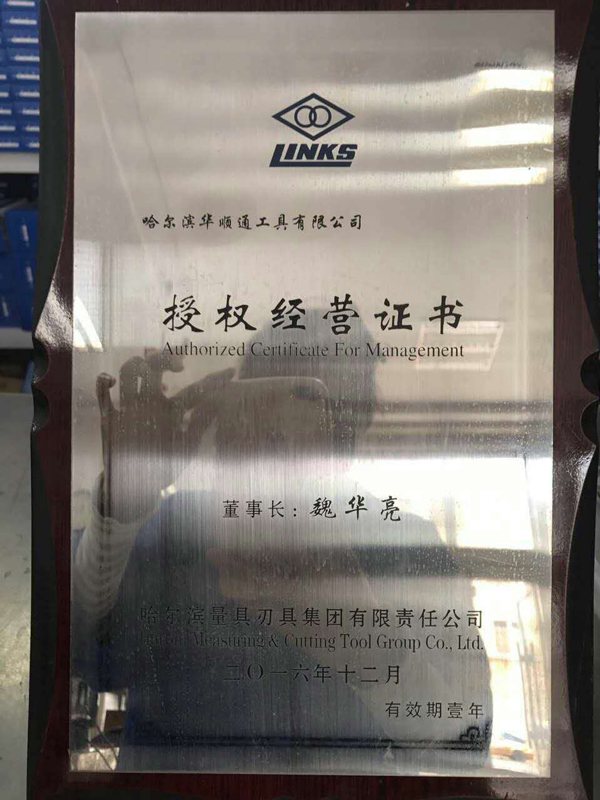 LINKS
哈尔滨华顺通工具有限公司
授权经营证书
Authorized Certificate For Management
董事长：魏华亮
哈尔滨量具刃具集团有限责任公司
Measuring & Cutting Tool Group Co., Ltd.
二〇一六年十二月
有效期壹年